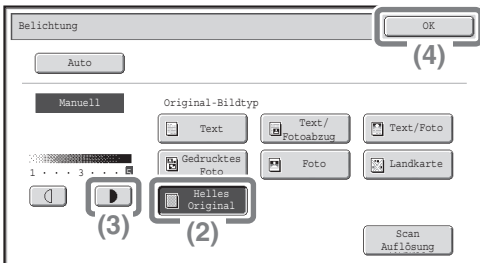 Belichtung
OK
(4)
Auto
Manuell
Original-Bildtyp
Text
Text/
Fotoabzug
Text/Foto
Gedrucktes
Foto
Foto
Landkarte
1 · · · 3 · · · 5
Helles
Original
(3)
(2)
Scan
Auflösung